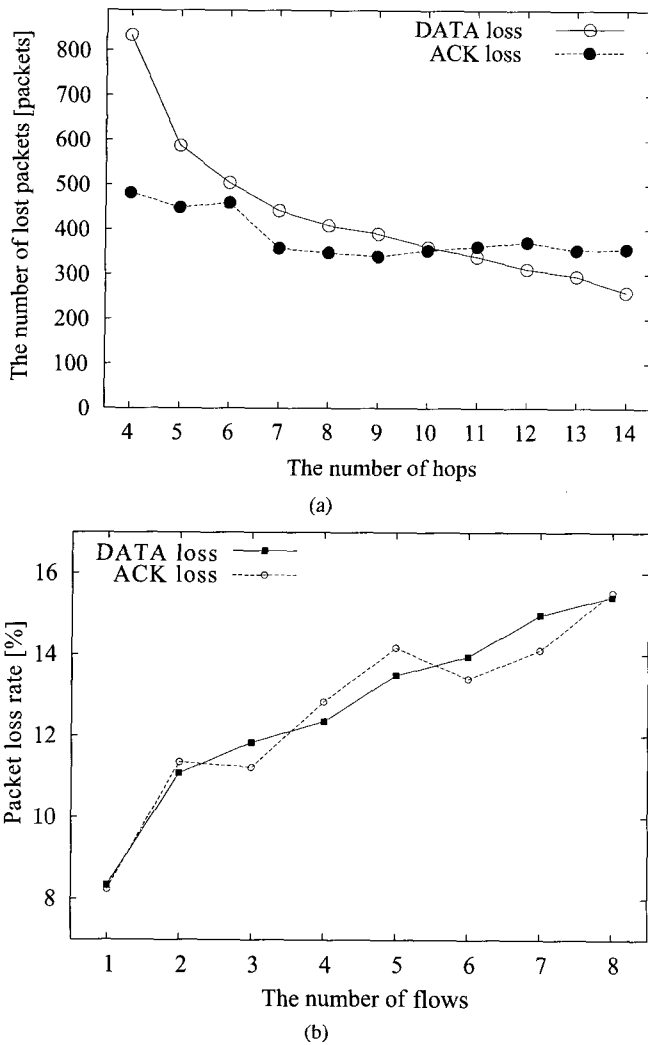 DATA loss
ACK loss
The number of lost packets [packets]
800
700
600
500
400
300
200
100
0
4 5 6 7 8 9 10 11 12 13 14
The number of hops
(a)
DATA loss
ACK loss
Packet loss rate [%]
16
14
12
10
8
1 2 3 4 5 6 7 8
The number of flows
(b)